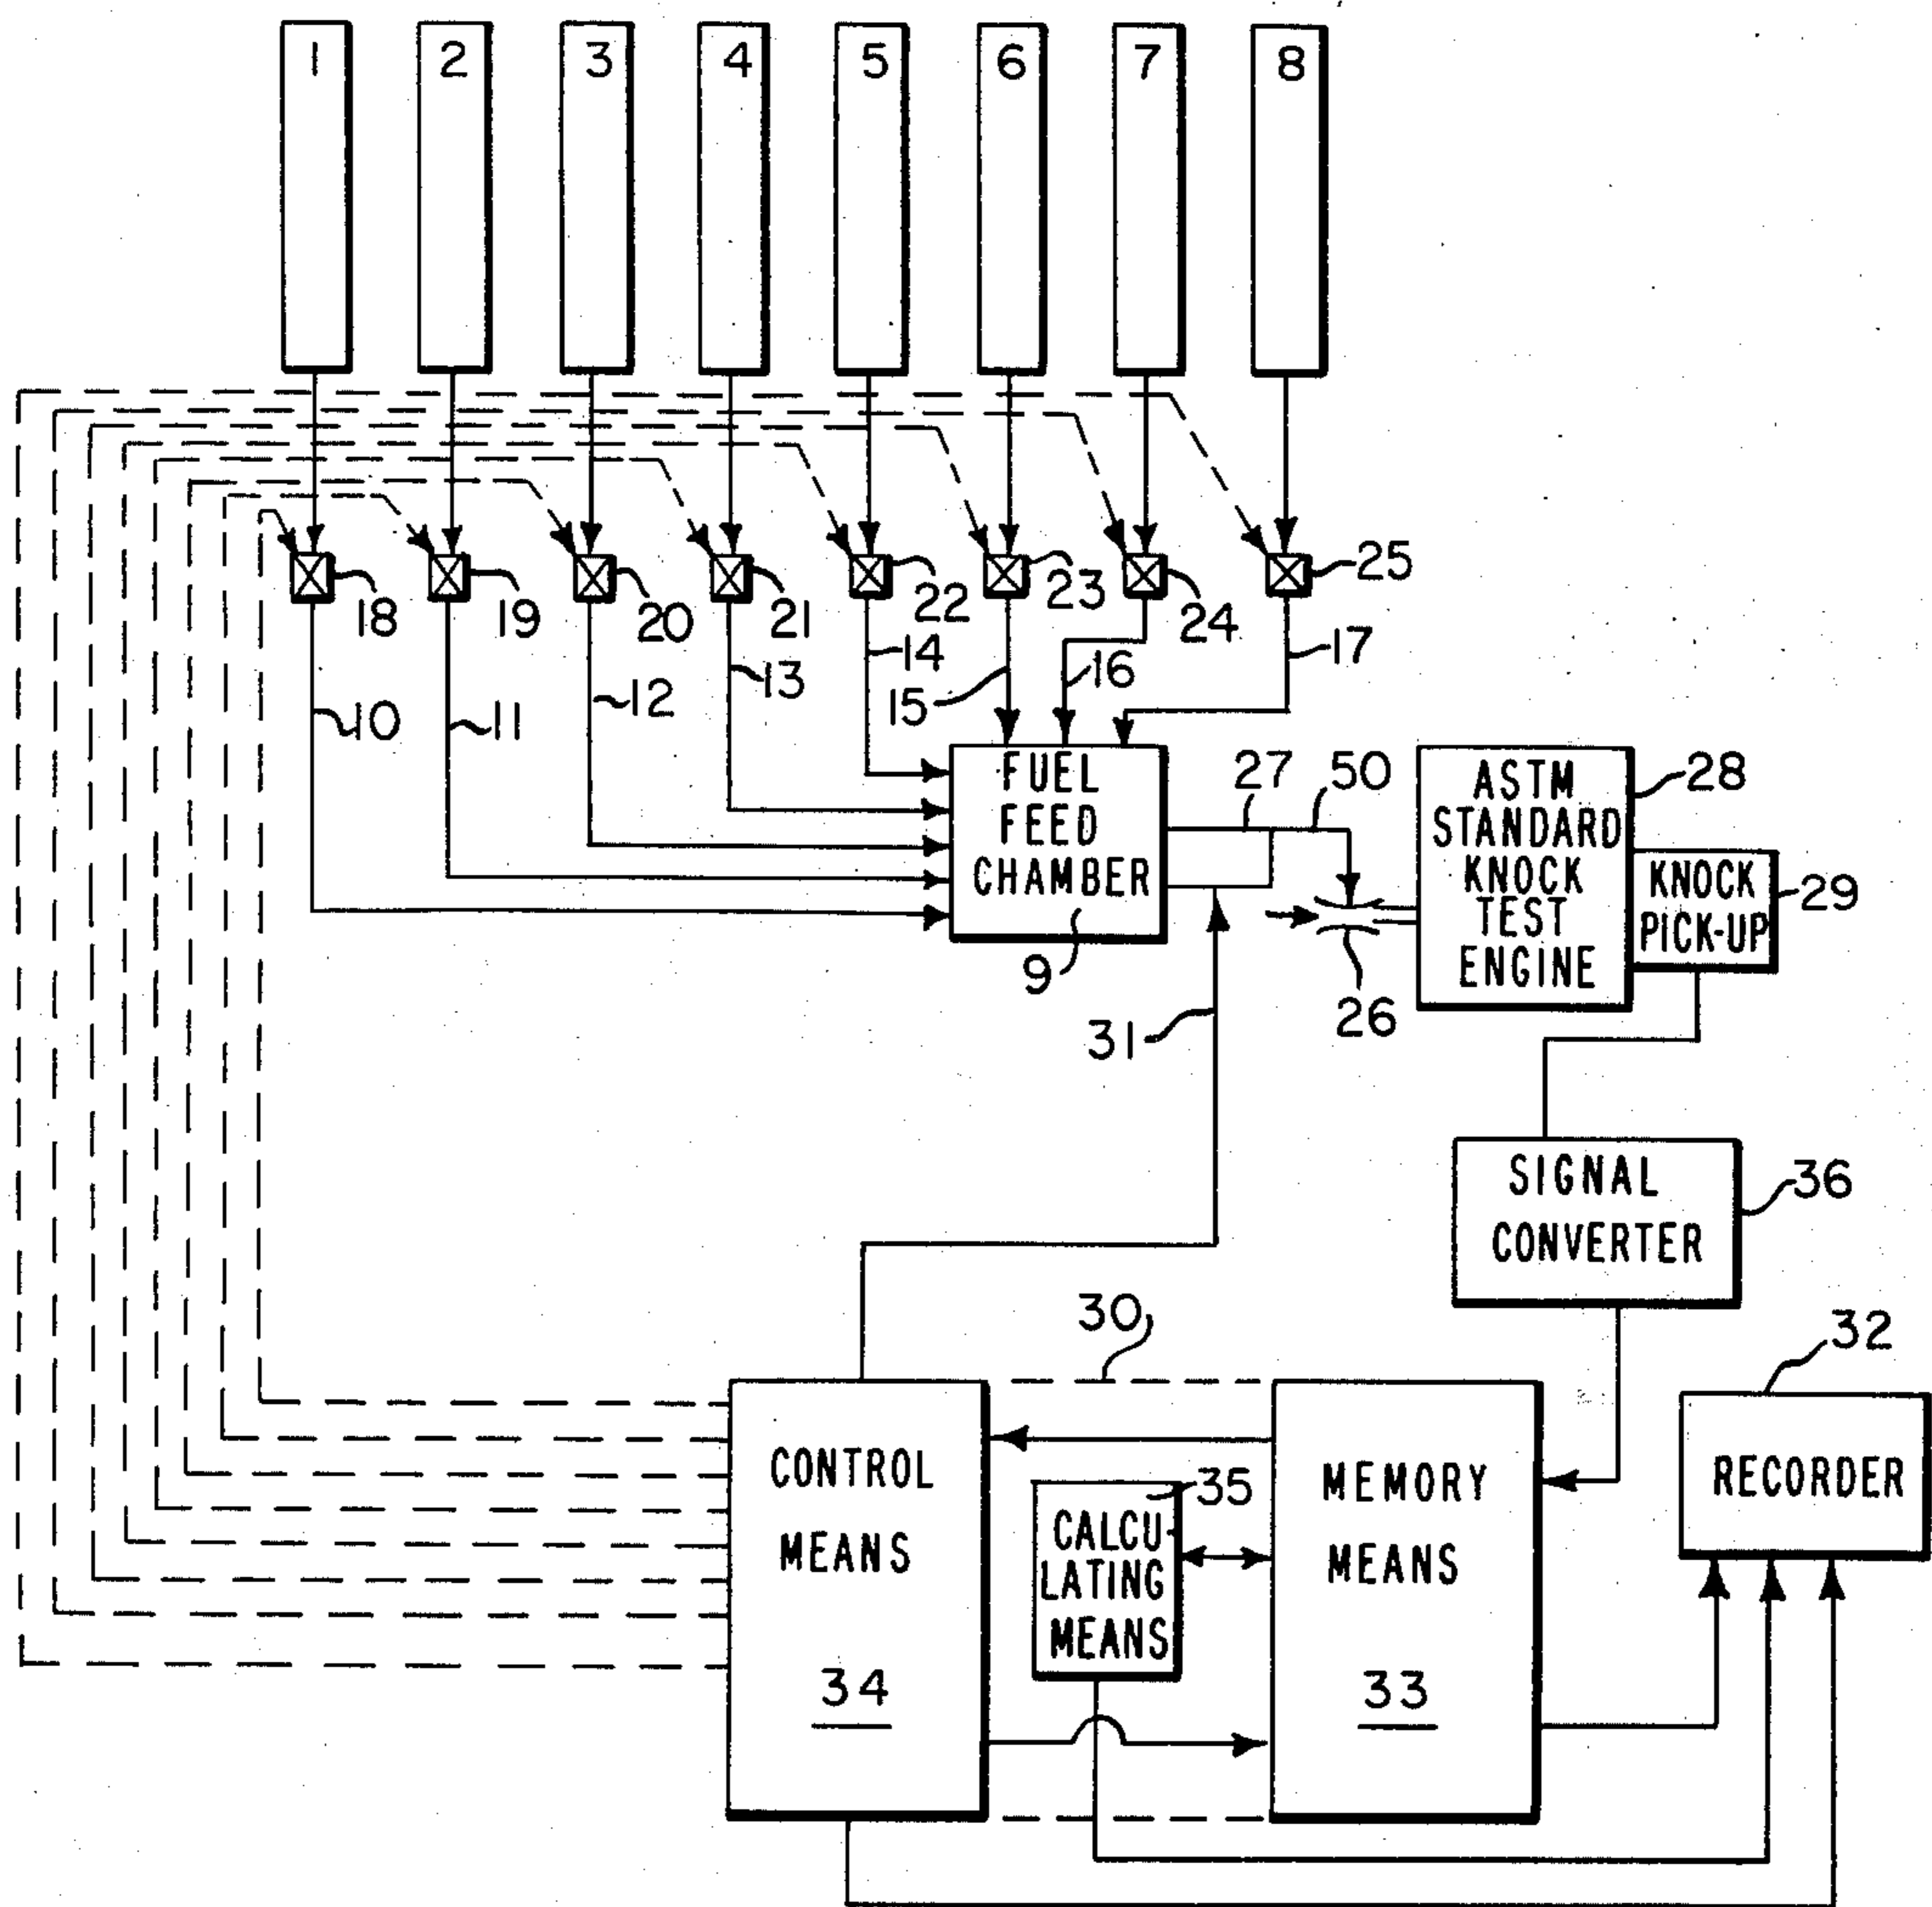 1 2 3 4 5 6 7 8
18 19 20 21 22 23 24 25
10 11 12 13 14 15 16 17
FUEL
FEED
CHAMBER
9
27 50
26
ASTM
STANDARD
KNOCK
TEST
ENGINE
28
KNOCK
PICK-UP
29
31
SIGNAL
CONVERTER
36
30
32
CONTROL
MEANS
34
35
CALCU
LATING
MEANS
MEMORY
MEANS
33
RECORDER